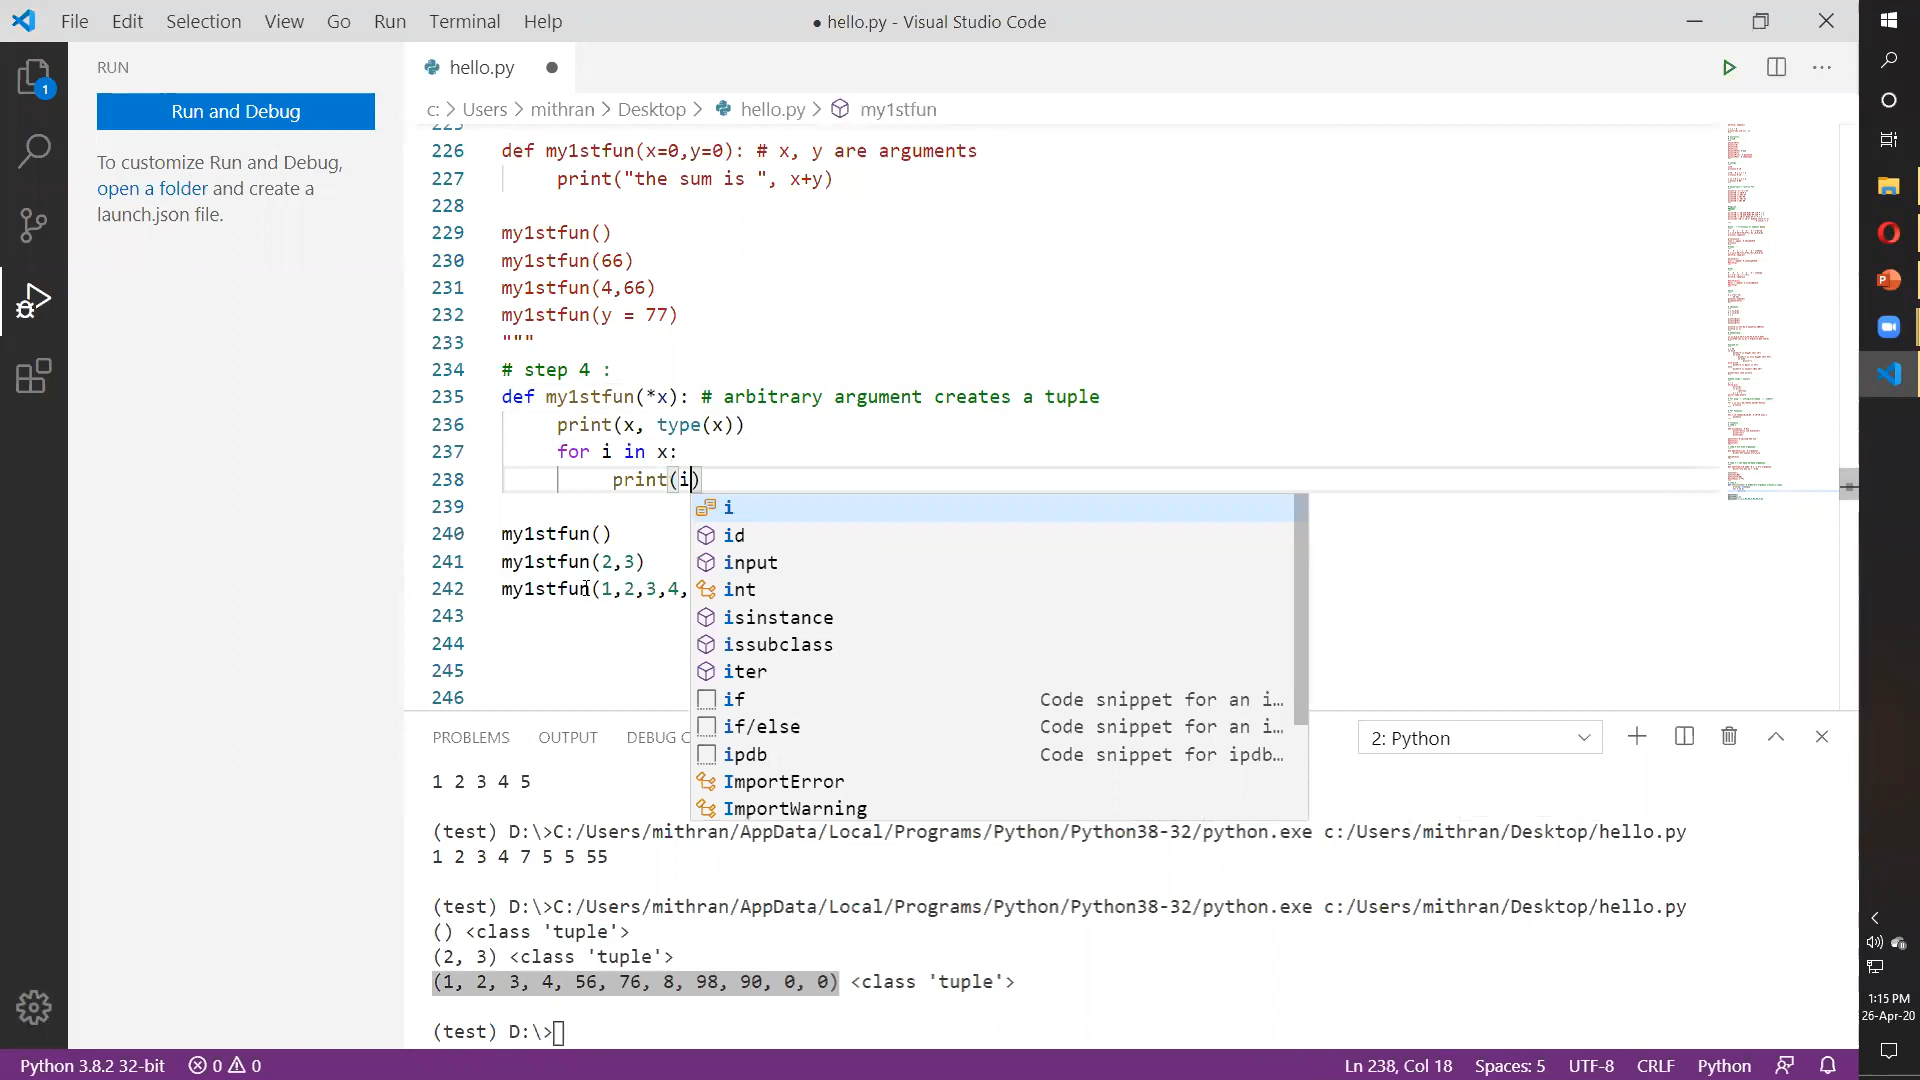 File Edit Selection View Go Run Terminal Help
● hello.py - Visual Studio Code
RUN
hello.py
Run and Debug
c: > Users > mithran > Desktop > hello.py > my1stfun
To customize Run and Debug,
open a folder and create a
launch.json file.
1
226 def my1stfun(x=0,y=0): # x, y are arguments
227 print("the sum is ", x+y)
228
229 my1stfun()
230 my1stfun(66)
231 my1stfun(4,66)
232 my1stfun(y = 77)
233 """
234 # step 4 :
235 def my1stfun(*x): # arbitrary argument creates a tuple
236 print(x, type(x))
237 for i in x:
238 print(i)
239
240 my1stfun()
241 my1stfun(2,3)
242 my1stfun(1,2,3,4,
243
244
245
246
i
id
input
int
isinstance
issubclass
iter
if Code snippet for an i…
if/else Code snippet for an i…
ipdb Code snippet for ipdb…
ImportError
ImportWarning
PROBLEMS OUTPUT DEBUG C
2: Python
1 2 3 4 5
(test) D:\>C:/Users/mithran/AppData/Local/Programs/Python/Python38-32/python.exe c:/Users/mithran/Desktop/hello.py
1 2 3 4 7 5 5 55
(test) D:\>C:/Users/mithran/AppData/Local/Programs/Python/Python38-32/python.exe c:/Users/mithran/Desktop/hello.py
() <class 'tuple'>
(2, 3) <class 'tuple'>
(1, 2, 3, 4, 56, 76, 8, 98, 90, 0, 0) <class 'tuple'>
(test) D:\>
Python 3.8.2 32-bit 0 0 Ln 238, Col 18 Spaces: 5 UTF-8 CRLF Python
1:15 PM
26-Apr-20